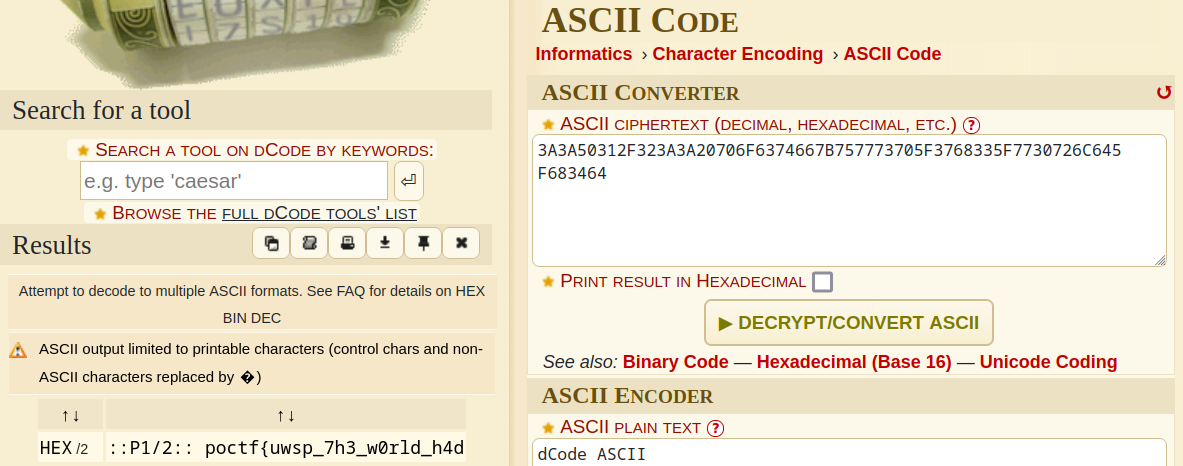 ASCII Code
Informatics › Character Encoding › ASCII Code
Search for a tool
★ Search a tool on dCode by keywords:
e.g. type 'caesar'
★ Browse the full dCode tools' list
Results
Attempt to decode to multiple ASCII formats. See FAQ for details on HEX
BIN DEC
ASCII output limited to printable characters (control chars and non-
ASCII characters replaced by �)
↑↓ ↑↓
HEX /2 ::P1/2:: poctf{uwsp_7h3_w0rld_h4d
ASCII Converter
★ ASCII ciphertext (decimal, hexadecimal, etc.) ?
3A3A50312F323A3A20706F6374667B757773705F3768335F7730726C645
F683464
★ Print result in Hexadecimal
▶ DECRYPT/CONVERT ASCII
See also: Binary Code — Hexadecimal (Base 16) — Unicode Coding
ASCII Encoder
★ ASCII plain text ?
dCode ASCII